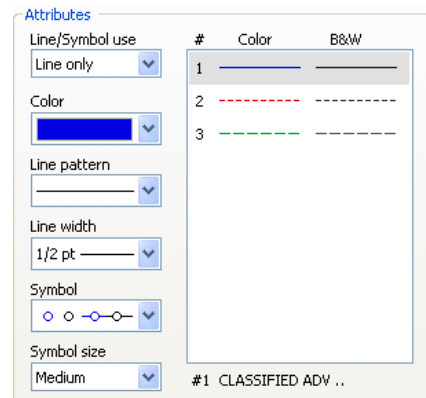 Attributes
Line/Symbol use
Line only
Color
Line pattern
Line width
1/2 pt
Symbol
Symbol size
Medium
# Color B&W
1
2
3
#1 CLASSIFIED ADV ..